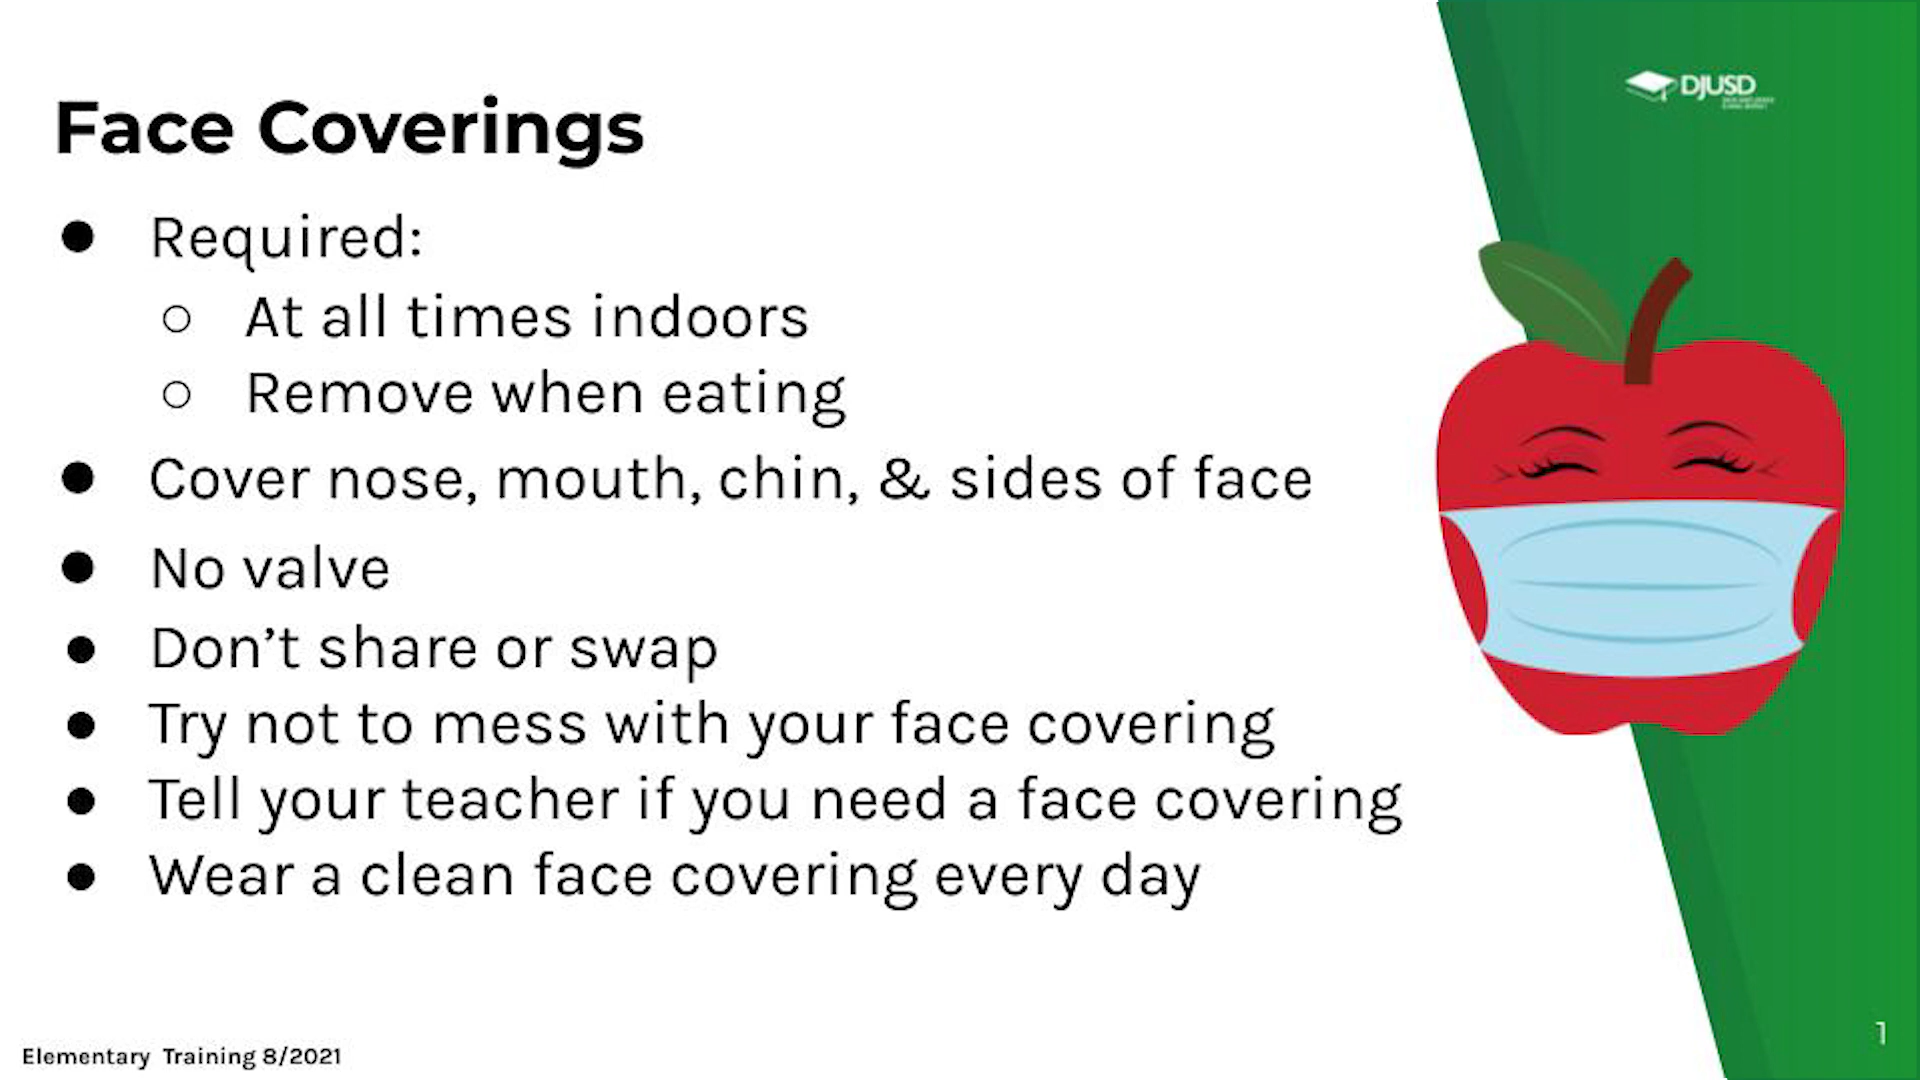 DJUSD
Face Coverings
● Required:
○ At all times indoors
○ Remove when eating
● Cover nose, mouth, chin, & sides of face
● No valve
● Don’t share or swap
● Try not to mess with your face covering
● Tell your teacher if you need a face covering
● Wear a clean face covering every day
Elementary Training 8/2021
1